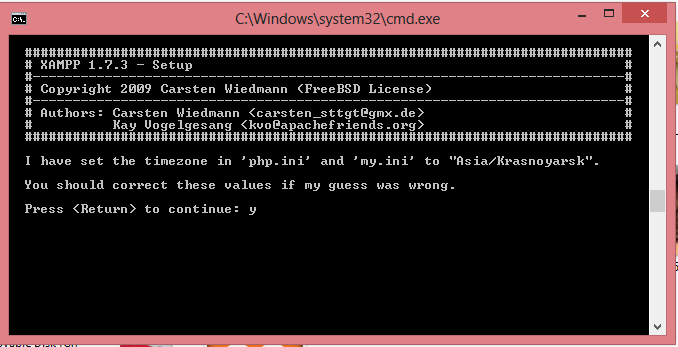 C:\Windows\system32\cmd.exe
###############################################################################
# XAMPP 1.7.3 - Setup #
#-----------------------------------------------------------------------------#
# Copyright 2009 Carsten Wiedmann (FreeBSD License) #
#-----------------------------------------------------------------------------#
# Authors: Carsten Wiedmann <carsten_sttgt@gmx.de> #
# Kay Vogelgesang <kvo@apachefriends.org> #
###############################################################################
I have set the timezone in 'php.ini' and 'my.ini' to "Asia/Krasnoyarsk".
You should correct these values if my guess was wrong.
Press <Return> to continue: y